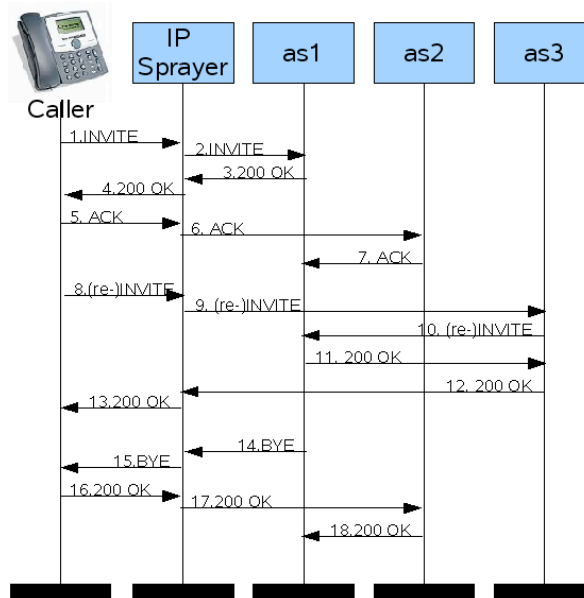 IP
Sprayer
as1
as2
as3
Caller
1.INVITE
2.INVITE
3.200 OK
4.200 OK
5. ACK
6. ACK
7. ACK
8.(re-)INVITE
9. (re-)INVITE
10. (re-)INVITE
11. 200 OK
12. 200 OK
13.200 OK
14.BYE
15.BYE
16.200 OK
17.200 OK
18.200 OK